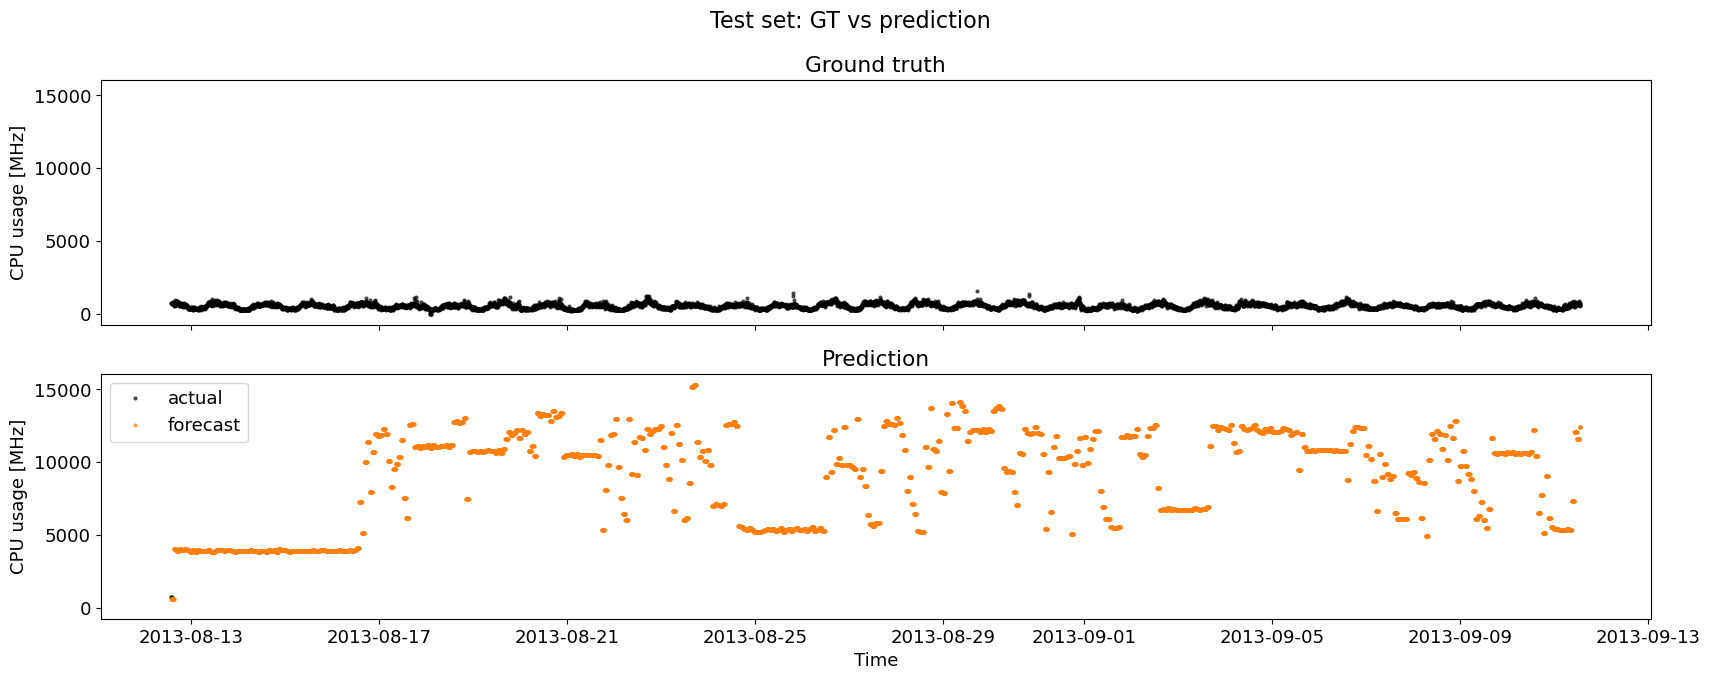 Test set: GT vs prediction
Ground truth
CPU usage [MHz]
15000
10000
5000
0
Prediction
CPU usage [MHz]
15000
10000
5000
0
actual
forecast
2013-08-13 2013-08-17 2013-08-21 2013-08-25 2013-08-29 2013-09-01 2013-09-05 2013-09-09 2013-09-13
Time